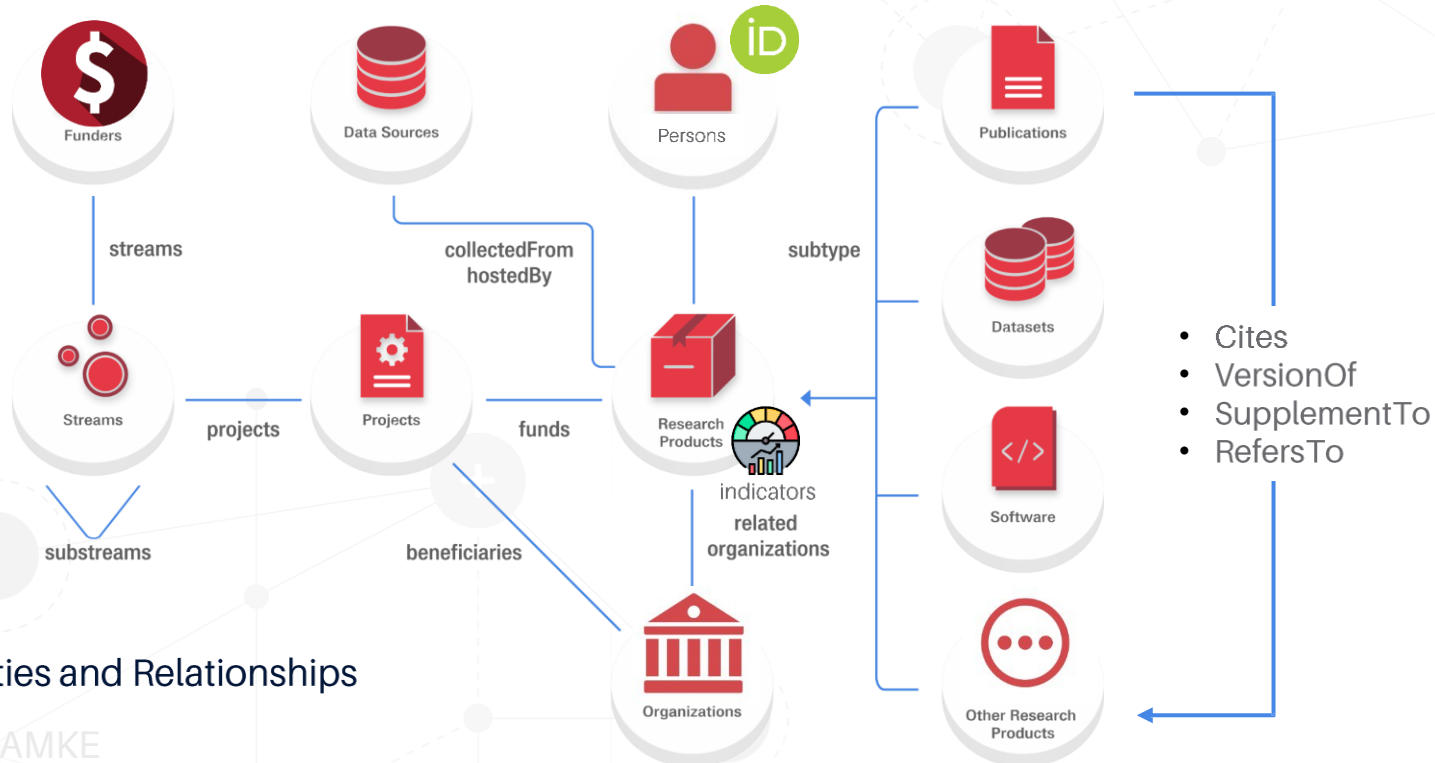 $
iD
Funders
Data Sources
Persons
Publications
streams
collectedFrom
hostedBy
subtype
Datasets
• Cites
• VersionOf
• SupplementTo
• RefersTo
Streams
projects
Projects
funds
Research
Products
indicators
related
organizations
</>
Software
substreams
beneficiaries
Organizations
Other Research
Products
ties and Relationships
AMKE